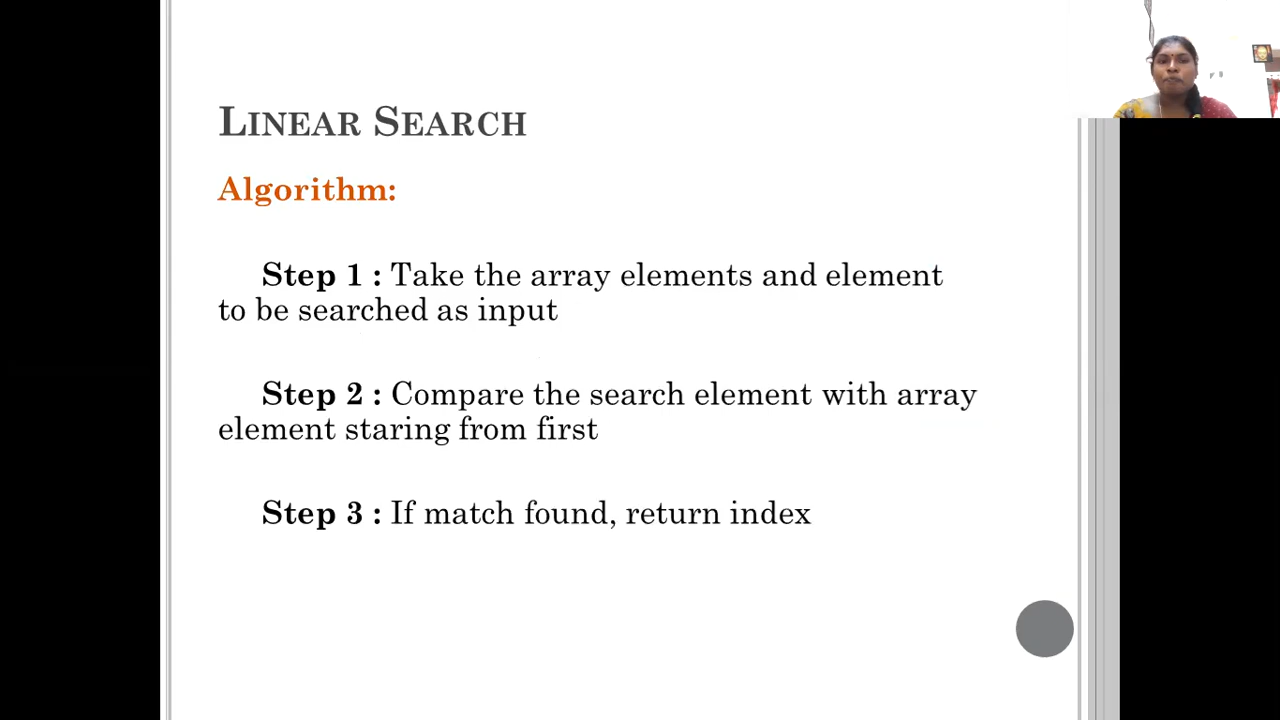 LINEAR SEARCH
Algorithm:
Step 1 : Take the array elements and element
to be searched as input
Step 2 : Compare the search element with array
element staring from first
Step 3 : If match found, return index